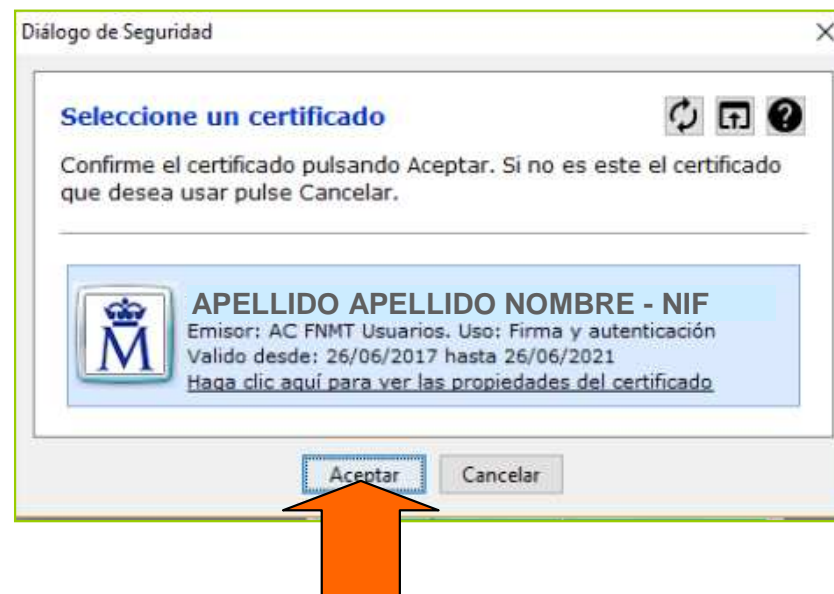 Diálogo de Seguridad
Seleccione un certificado
Confirme el certificado pulsando Aceptar. Si no es este el certificado
que desea usar pulse Cancelar.
APELLIDO APELLIDO NOMBRE - NIF
Emisor: AC FNMT Usuarios. Uso: Firma y autenticación
Valido desde: 26/06/2017 hasta 26/06/2021
Haga clic aquí para ver las propiedades del certificado
Aceptar Cancelar